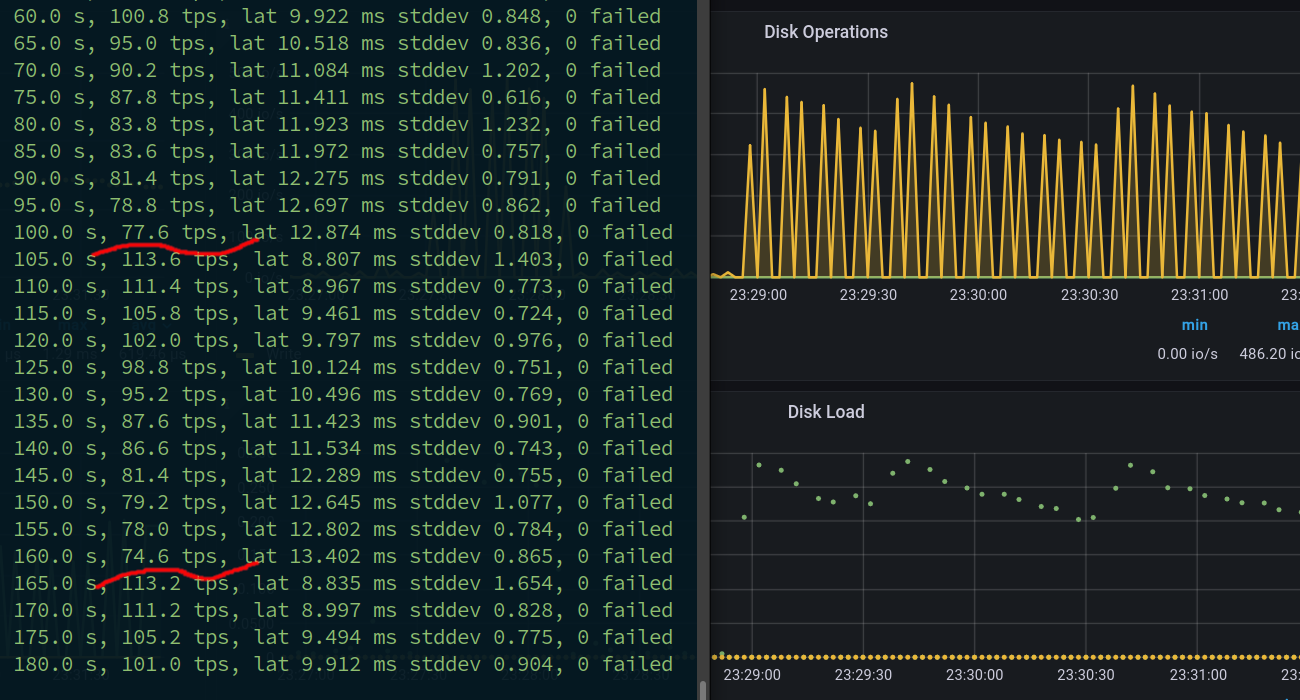 60.0 s, 100.8 tps, lat 9.922 ms stddev 0.848, 0 failed
65.0 s, 95.0 tps, lat 10.518 ms stddev 0.836, 0 failed
70.0 s, 90.2 tps, lat 11.084 ms stddev 1.202, 0 failed
75.0 s, 87.8 tps, lat 11.411 ms stddev 0.616, 0 failed
80.0 s, 83.8 tps, lat 11.923 ms stddev 1.232, 0 failed
85.0 s, 83.6 tps, lat 11.972 ms stddev 0.757, 0 failed
90.0 s, 81.4 tps, lat 12.275 ms stddev 0.791, 0 failed
95.0 s, 78.8 tps, lat 12.697 ms stddev 0.862, 0 failed
100.0 s, 77.6 tps, lat 12.874 ms stddev 0.818, 0 failed
105.0 s, 113.6 tps, lat 8.807 ms stddev 1.403, 0 failed
110.0 s, 111.4 tps, lat 8.967 ms stddev 0.773, 0 failed
115.0 s, 105.8 tps, lat 9.461 ms stddev 0.724, 0 failed
120.0 s, 102.0 tps, lat 9.797 ms stddev 0.976, 0 failed
125.0 s, 98.8 tps, lat 10.124 ms stddev 0.751, 0 failed
130.0 s, 95.2 tps, lat 10.496 ms stddev 0.769, 0 failed
135.0 s, 87.6 tps, lat 11.423 ms stddev 0.901, 0 failed
140.0 s, 86.6 tps, lat 11.534 ms stddev 0.743, 0 failed
145.0 s, 81.4 tps, lat 12.289 ms stddev 0.755, 0 failed
150.0 s, 79.2 tps, lat 12.645 ms stddev 1.077, 0 failed
155.0 s, 78.0 tps, lat 12.802 ms stddev 0.784, 0 failed
160.0 s, 74.6 tps, lat 13.402 ms stddev 0.865, 0 failed
165.0 s, 113.2 tps, lat 8.835 ms stddev 1.654, 0 failed
170.0 s, 111.2 tps, lat 8.997 ms stddev 0.828, 0 failed
175.0 s, 105.2 tps, lat 9.494 ms stddev 0.775, 0 failed
180.0 s, 101.0 tps, lat 9.912 ms stddev 0.904, 0 failed
Disk Operations
23:29:00 23:29:30 23:30:00 23:30:30 23:31:00 23:
min ma
0.00 io/s 486.20 io
Disk Load
23:29:00 23:29:30 23:30:00 23:30:30 23:31:00 23: